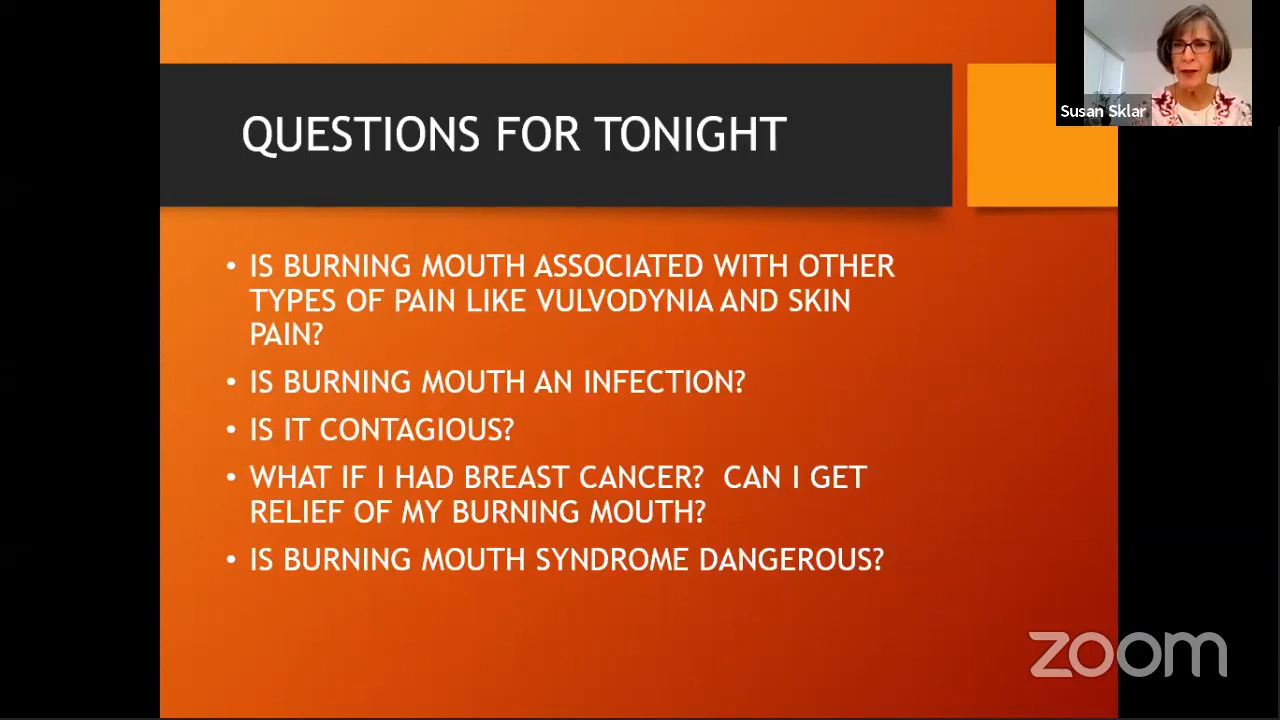 QUESTIONS FOR TONIGHT
Susan Sklar
• IS BURNING MOUTH ASSOCIATED WITH OTHER
TYPES OF PAIN LIKE VULVODYNIA AND SKIN
PAIN?
• IS BURNING MOUTH AN INFECTION?
• IS IT CONTAGIOUS?
• WHAT IF I HAD BREAST CANCER?  CAN I GET
RELIEF OF MY BURNING MOUTH?
• IS BURNING MOUTH SYNDROME DANGEROUS?
zoom